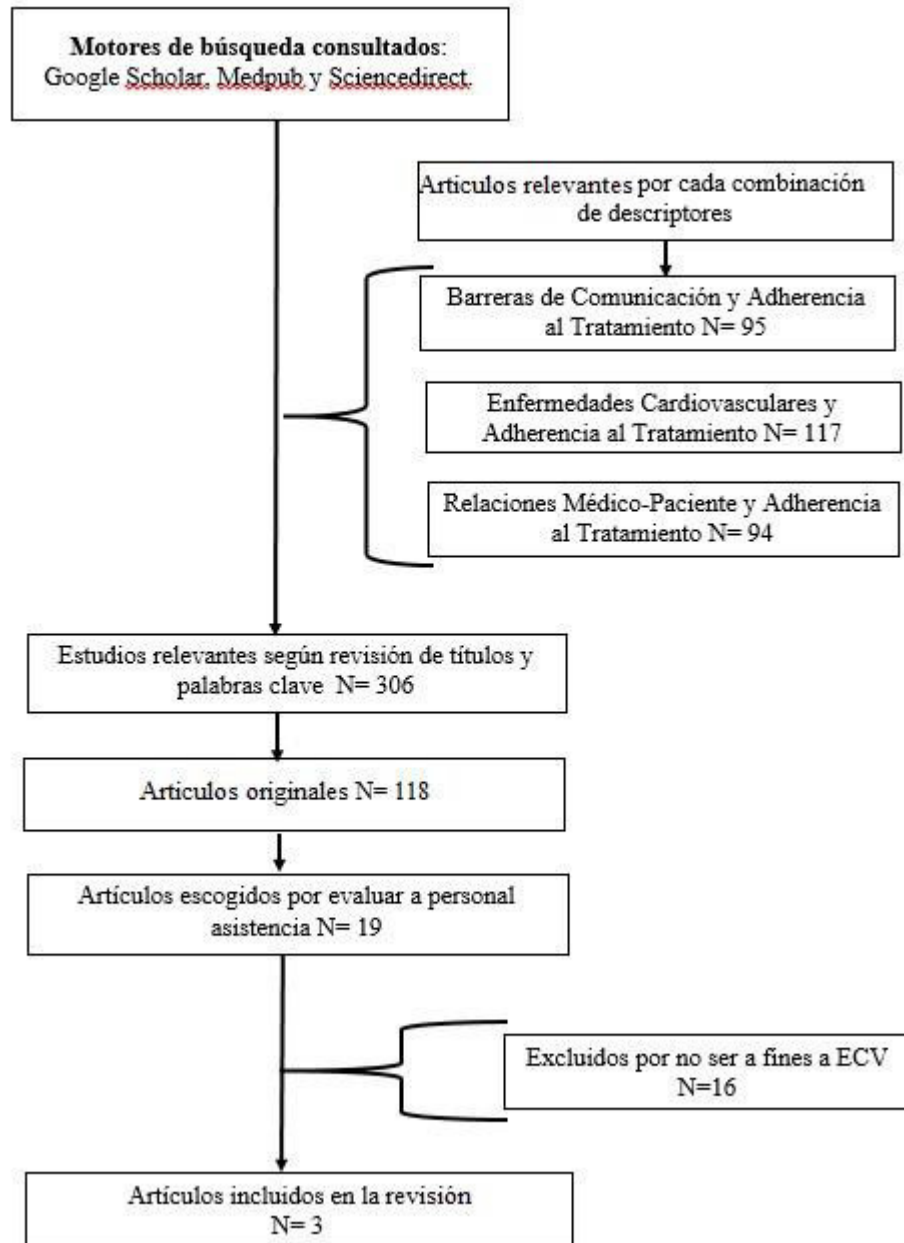 Motores de búsqueda consultados:
Google Scholar, Medpub y Sciencedirect.
Artículos relevantes por cada combinación
de descriptores
Barreras de Comunicación y Adherencia
al Tratamiento N= 95
Enfermedades Cardiovasculares y
Adherencia al Tratamiento N= 117
Relaciones Médico-Paciente y Adherencia
al Tratamiento N= 94
Estudios relevantes según revisión de títulos y
palabras clave N= 306
Articulos originales N= 118
Artículos escogidos por evaluar a personal
asistencia N= 19
Excluidos por no ser a fines a ECV
N=16
Artículos incluidos en la revisión
N= 3